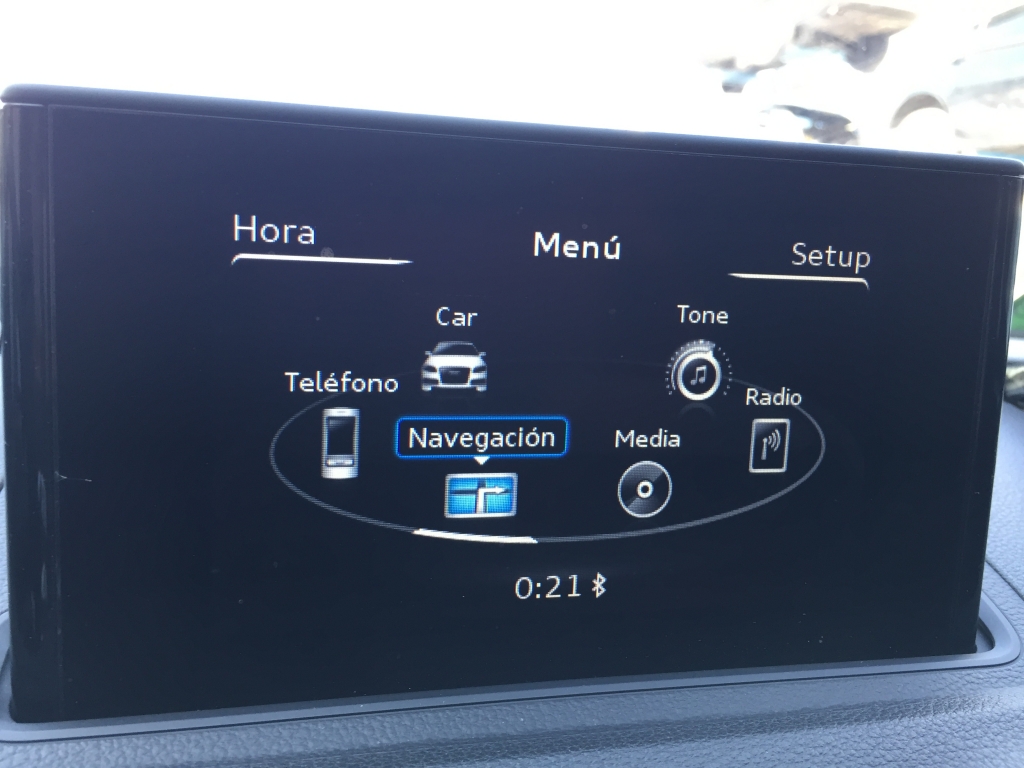 Hora
Menú
Setup
Car
Tone
Teléfono
Radio
Navegación
Media
0:21